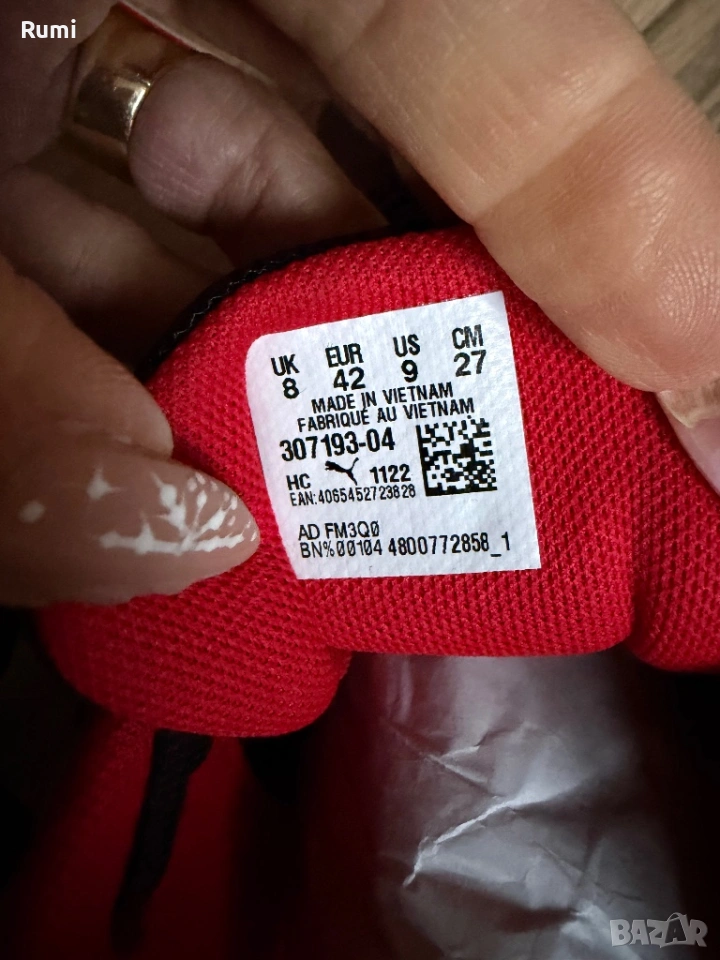 Rumi
UK EUR US CM
8 42 9 27
MADE IN VIETNAM
FABRIQUÉ AU VIETNAM
307193-04
HC 1122
EAN:4065452723828
AD FM3Q0
BN%00104 4800772858_1
BAZAR